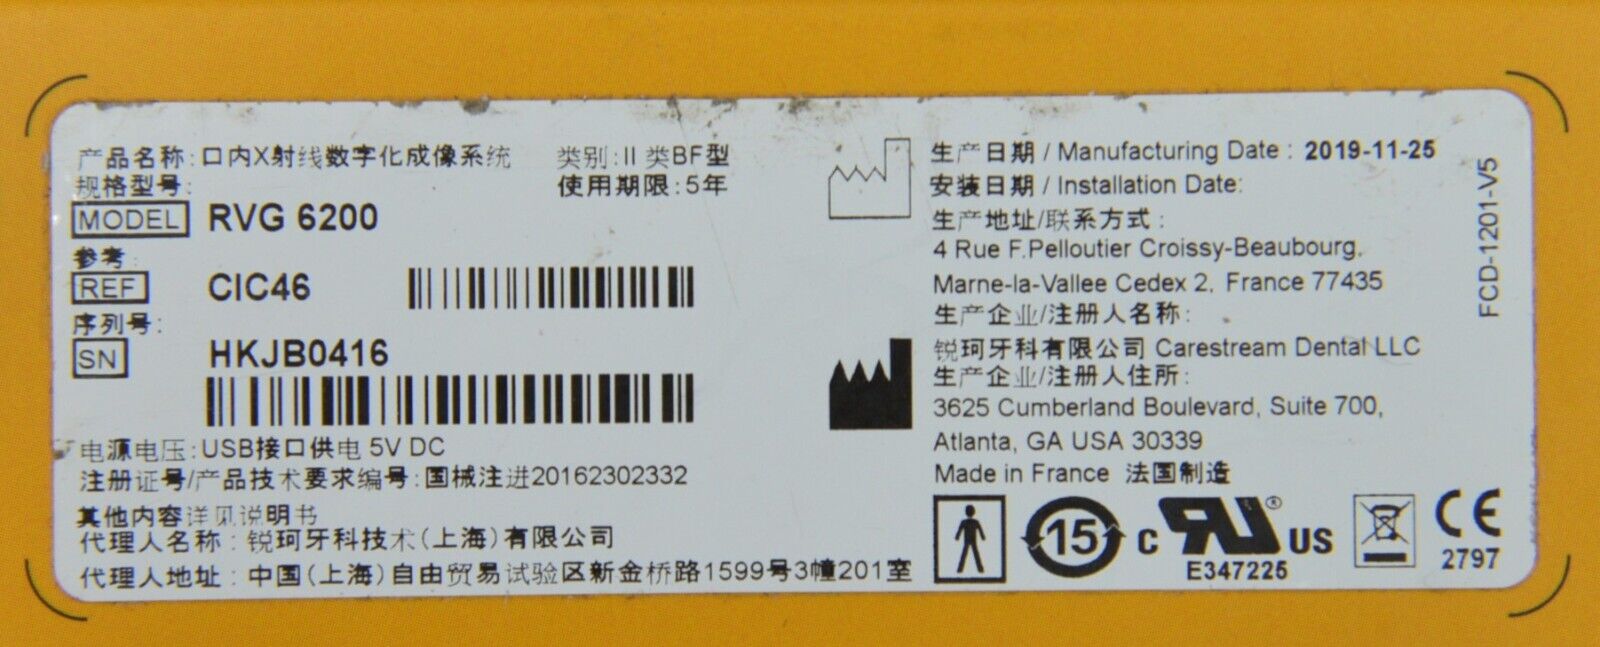 产品名称: 口内X射线数字化成像系统 类别: II 类BF型
规格型号: 使用期限: 5年
MODEL RVG 6200
参考:
REF CIC46
序列号:
SN HKJB0416
电源电压: USB接口供电 5V DC
注册证号/产品技术要求编号: 国械注进20162302332
其他内容详见说明书
代理人名称: 锐珂牙科技术(上海)有限公司
代理人地址: 中国(上海)自由贸易试验区新金桥路1599号3幢201室
生产日期 / Manufacturing Date : 2019-11-25
安装日期 / Installation Date:
生产地址/联系方式:
4 Rue F.Pelloutier Croissy-Beaubourg,
Marne-la-Vallee Cedex 2, France 77435
生产企业/注册人名称:
锐珂牙科有限公司 Carestream Dental LLC
生产企业/注册人住所:
3625 Cumberland Boulevard, Suite 700,
Atlanta, GA USA 30339
Made in France 法国制造
15 C RU ® US CE
E347225 2797
FCD-1201-V5